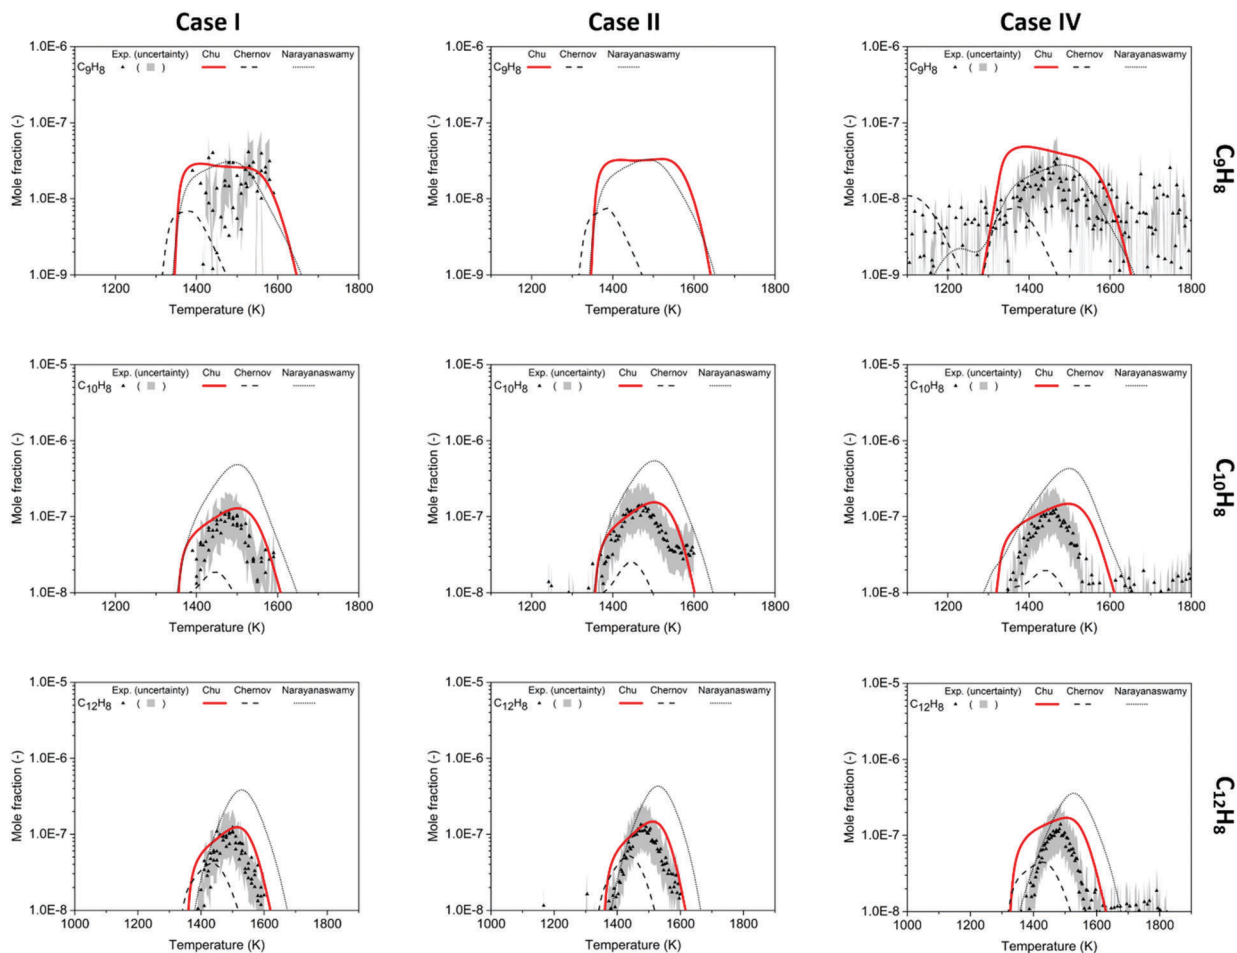 Case I Case II Case IV
Exp. (uncertainty) Chu Chernov Narayanaswamy
C9H8 ( )
1.0E-6
1.0E-7
1.0E-8
1.0E-9
Mole fraction (-)
1200 1400 1600 1800
Temperature (K)
Chu Chernov Narayanaswamy
C9H8
1.0E-6
1.0E-7
1.0E-8
1.0E-9
Mole fraction (-)
1200 1400 1600 1800
Temperature (K)
Exp. (uncertainty) Chu Chernov Narayanaswamy
C9H8 ( )
1.0E-6
1.0E-7
1.0E-8
1.0E-9
Mole fraction (-)
1200 1400 1600 1800
Temperature (K)
C9H8
Exp. (uncertainty) Chu Chernov Narayanaswamy
C10H8 ( )
1.0E-5
1.0E-6
1.0E-7
1.0E-8
Mole fraction (-)
1200 1400 1600 1800
Temperature (K)
Exp. (uncertainty) Chu Chernov Narayanaswamy
C10H8 ( )
1.0E-5
1.0E-6
1.0E-7
1.0E-8
Mole fraction (-)
1200 1400 1600 1800
Temperature (K)
Exp. (uncertainty) Chu Chernov Narayanaswamy
C10H8 ( )
1.0E-5
1.0E-6
1.0E-7
1.0E-8
Mole fraction (-)
1200 1400 1600 1800
Temperature (K)
C10H8
Exp. (uncertainty) Chu Chernov Narayanaswamy
C12H8 ( )
1.0E-5
1.0E-6
1.0E-7
1.0E-8
Mole fraction (-)
1000 1200 1400 1600 1800
Temperature (K)
Exp. (uncertainty) Chu Chernov Narayanaswamy
C12H8 ( )
1.0E-5
1.0E-6
1.0E-7
1.0E-8
Mole fraction (-)
1000 1200 1400 1600 1800
Temperature (K)
Exp. (uncertainty) Chu Chernov Narayanaswamy
C12H8 ( )
1.0E-5
1.0E-6
1.0E-7
1.0E-8
Mole fraction (-)
1000 1200 1400 1600 1800
Temperature (K)
C12H8